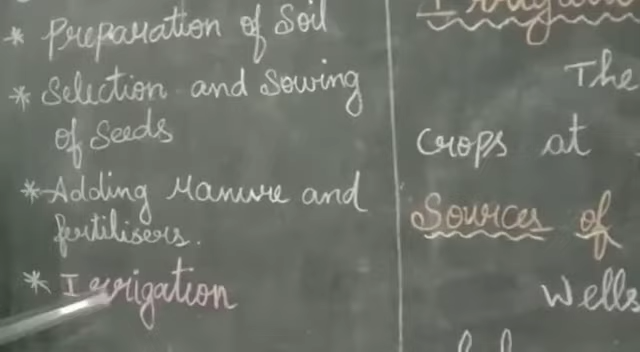 * Preparation of Soil
* Selection and Sowing
of Seeds
* Adding Manure and
fertilisers.
* Irrigation
The
crops at
Sources of
Wells